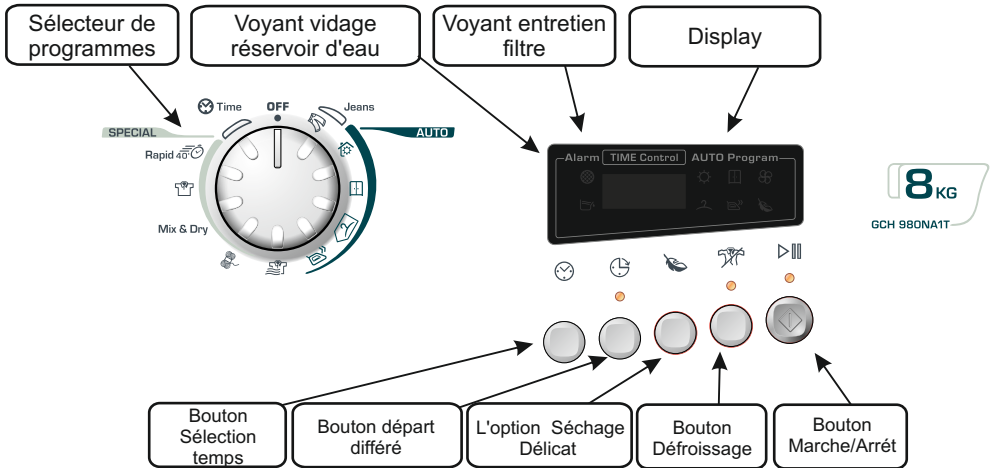 Sélecteur de
programmes
Voyant vidage
réservoir d'eau
Voyant entretien
filtre
Display
Time
OFF
Jeans
SPECIAL
AUTO
Rapid 40'
Mix & Dry
Alarm
TIME Control
AUTO Program
8 KG
GCH 980NA1T
Bouton
Sélection
temps
Bouton départ
différé
L'option Séchage
Délicat
Bouton
Défroissage
Bouton
Marche/Arrét